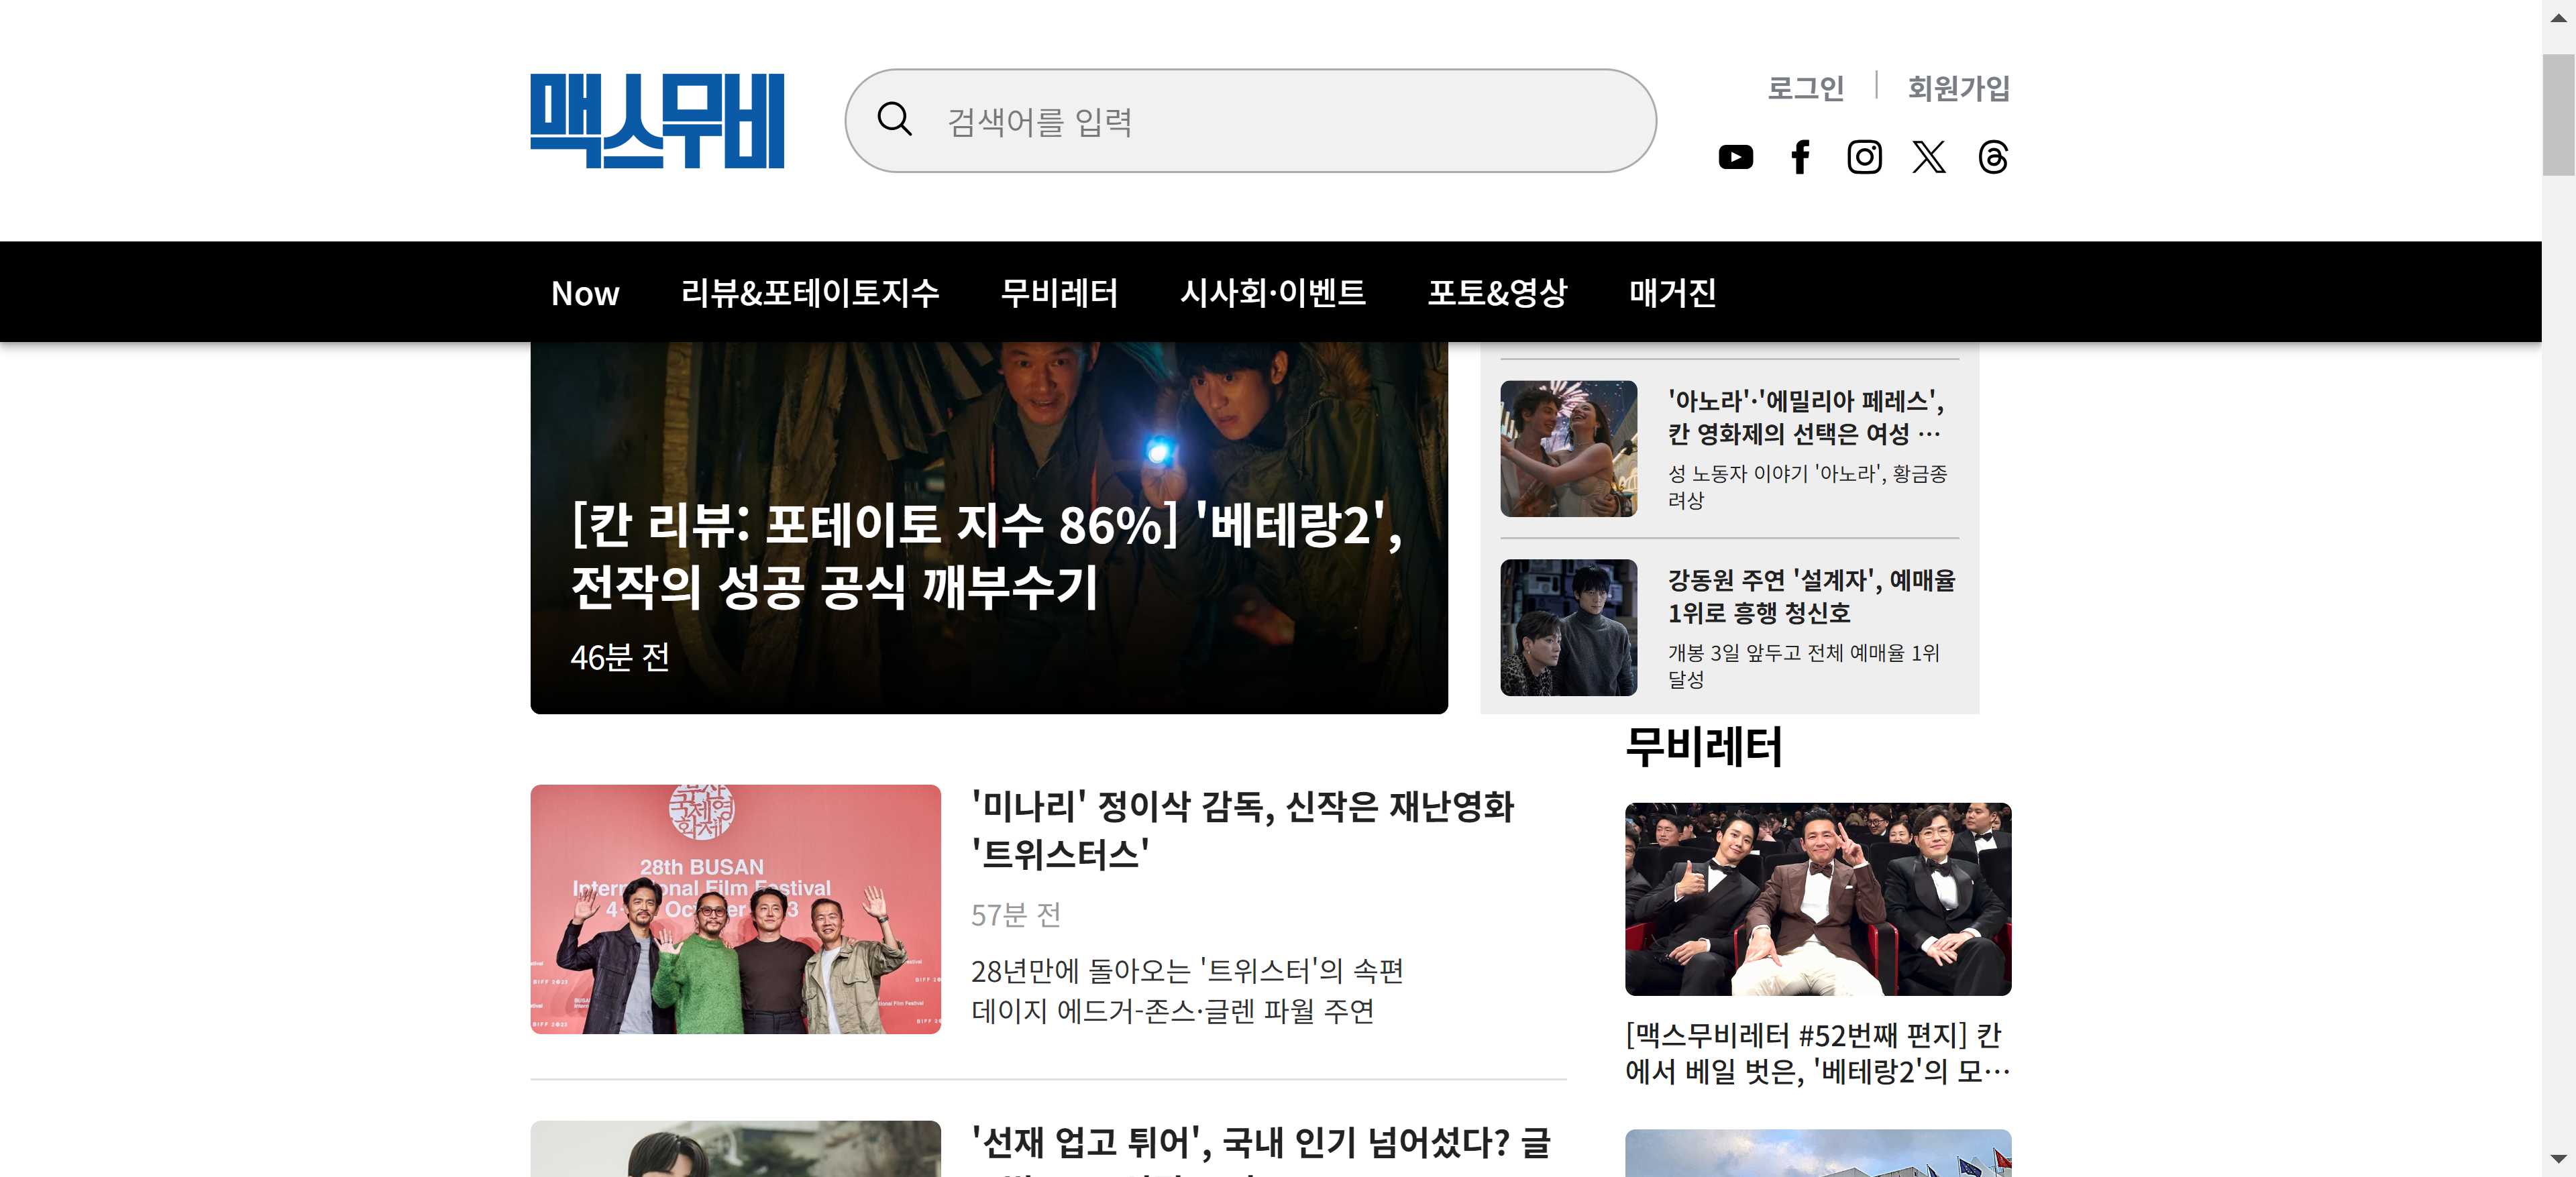 맥스무비
검색어를 입력
로그인
회원가입
Now
리뷰&포테이토지수
무비레터
시사회·이벤트
포토&영상
매거진
[칸 리뷰: 포테이토 지수 86%] '베테랑2',
전작의 성공 공식 깨부수기
46분 전
'아노라'·'에밀리아 페레스',
칸 영화제의 선택은 여성 …
성 노동자 이야기 '아노라', 황금종
려상
강동원 주연 '설계자', 예매율
1위로 흥행 청신호
개봉 3일 앞두고 전체 예매율 1위
달성
28th BUSAN
International Film Festival
'미나리' 정이삭 감독, 신작은 재난영화
'트위스터스'
57분 전
28년만에 돌아오는 '트위스터'의 속편
데이지 에드거-존스·글렌 파월 주연
'선재 업고 튀어', 국내 인기 넘어섰다? 글
무비레터
[맥스무비레터 #52번째 편지] 칸
에서 베일 벗은, '베테랑2'의 모…